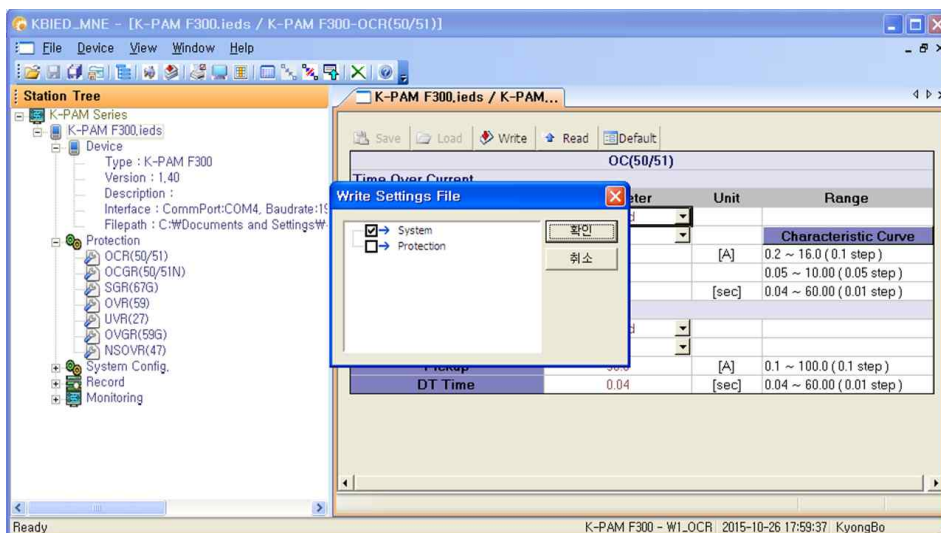 KBIED_MNE - [K-PAM F300.ieds / K-PAM F300-OCR(50/51)]
File Device View Window Help
Station Tree
K-PAM Series
K-PAM F300.ieds
Device
Type : K-PAM F300
Version : 1.40
Description :
Interface : CommPort:COM4, Baudrate:19
Filepath : C:₩Documents and Settings₩
Protection
OCR(50/51)
OCGR(50/51N)
SGR(67G)
OVR(59)
UVR(27)
OVGR(59G)
NSOVR(47)
System Config.
Record
Monitoring
K-PAM F300.ieds / K-PAM...
Save Load Write Read Default
OC(50/51)
Time Over Current
Unit Range
Characteristic Curve
[A] 0.2 ~ 16.0 ( 0.1 step )
0.05 ~ 10.00 ( 0.05 step )
[sec] 0.04 ~ 60.00 ( 0.01 step )
Pickup [A] 0.1 ~ 100.0 ( 0.1 step )
DT Time 0.04 [sec] 0.04 ~ 60.00 ( 0.01 step )
Write Settings File
System
Protection
확인
취소
Ready
K-PAM F300 - W1_OCR 2015-10-26 17:59:37 KyongBo